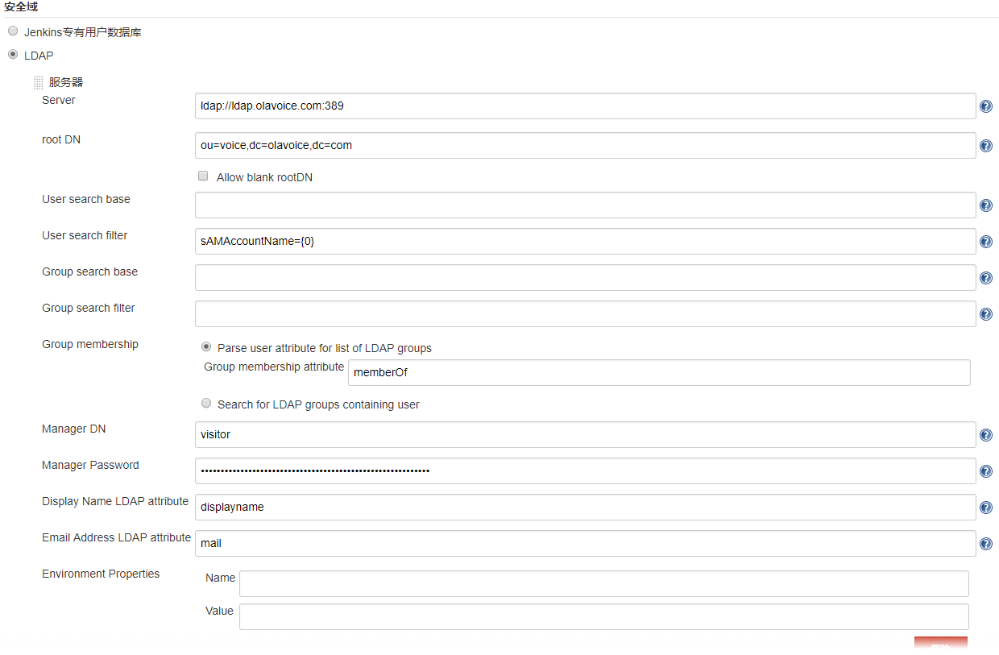 安全域
Jenkins专有用户数据库
LDAP
服务器
Server
ldap://ldap.olavoice.com:389
root DN
ou=voice,dc=olavoice,dc=com
Allow blank rootDN
User search base
User search filter
sAMAccountName={0}
Group search base
Group search filter
Group membership
Parse user attribute for list of LDAP groups
Group membership attribute
memberOf
Search for LDAP groups containing user
Manager DN
visitor
Manager Password
Display Name LDAP attribute
displayname
Email Address LDAP attribute
mail
Environment Properties
Name
Value